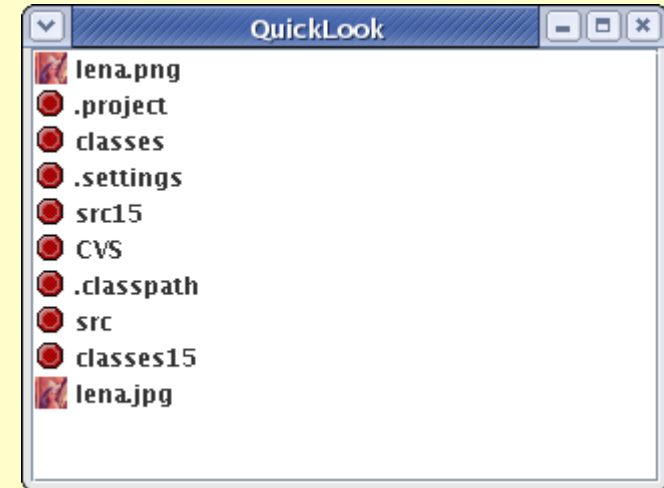 QuickLook
lena.png
.project
classes
.settings
src15
CVS
.classpath
src
classes15
lena.jpg